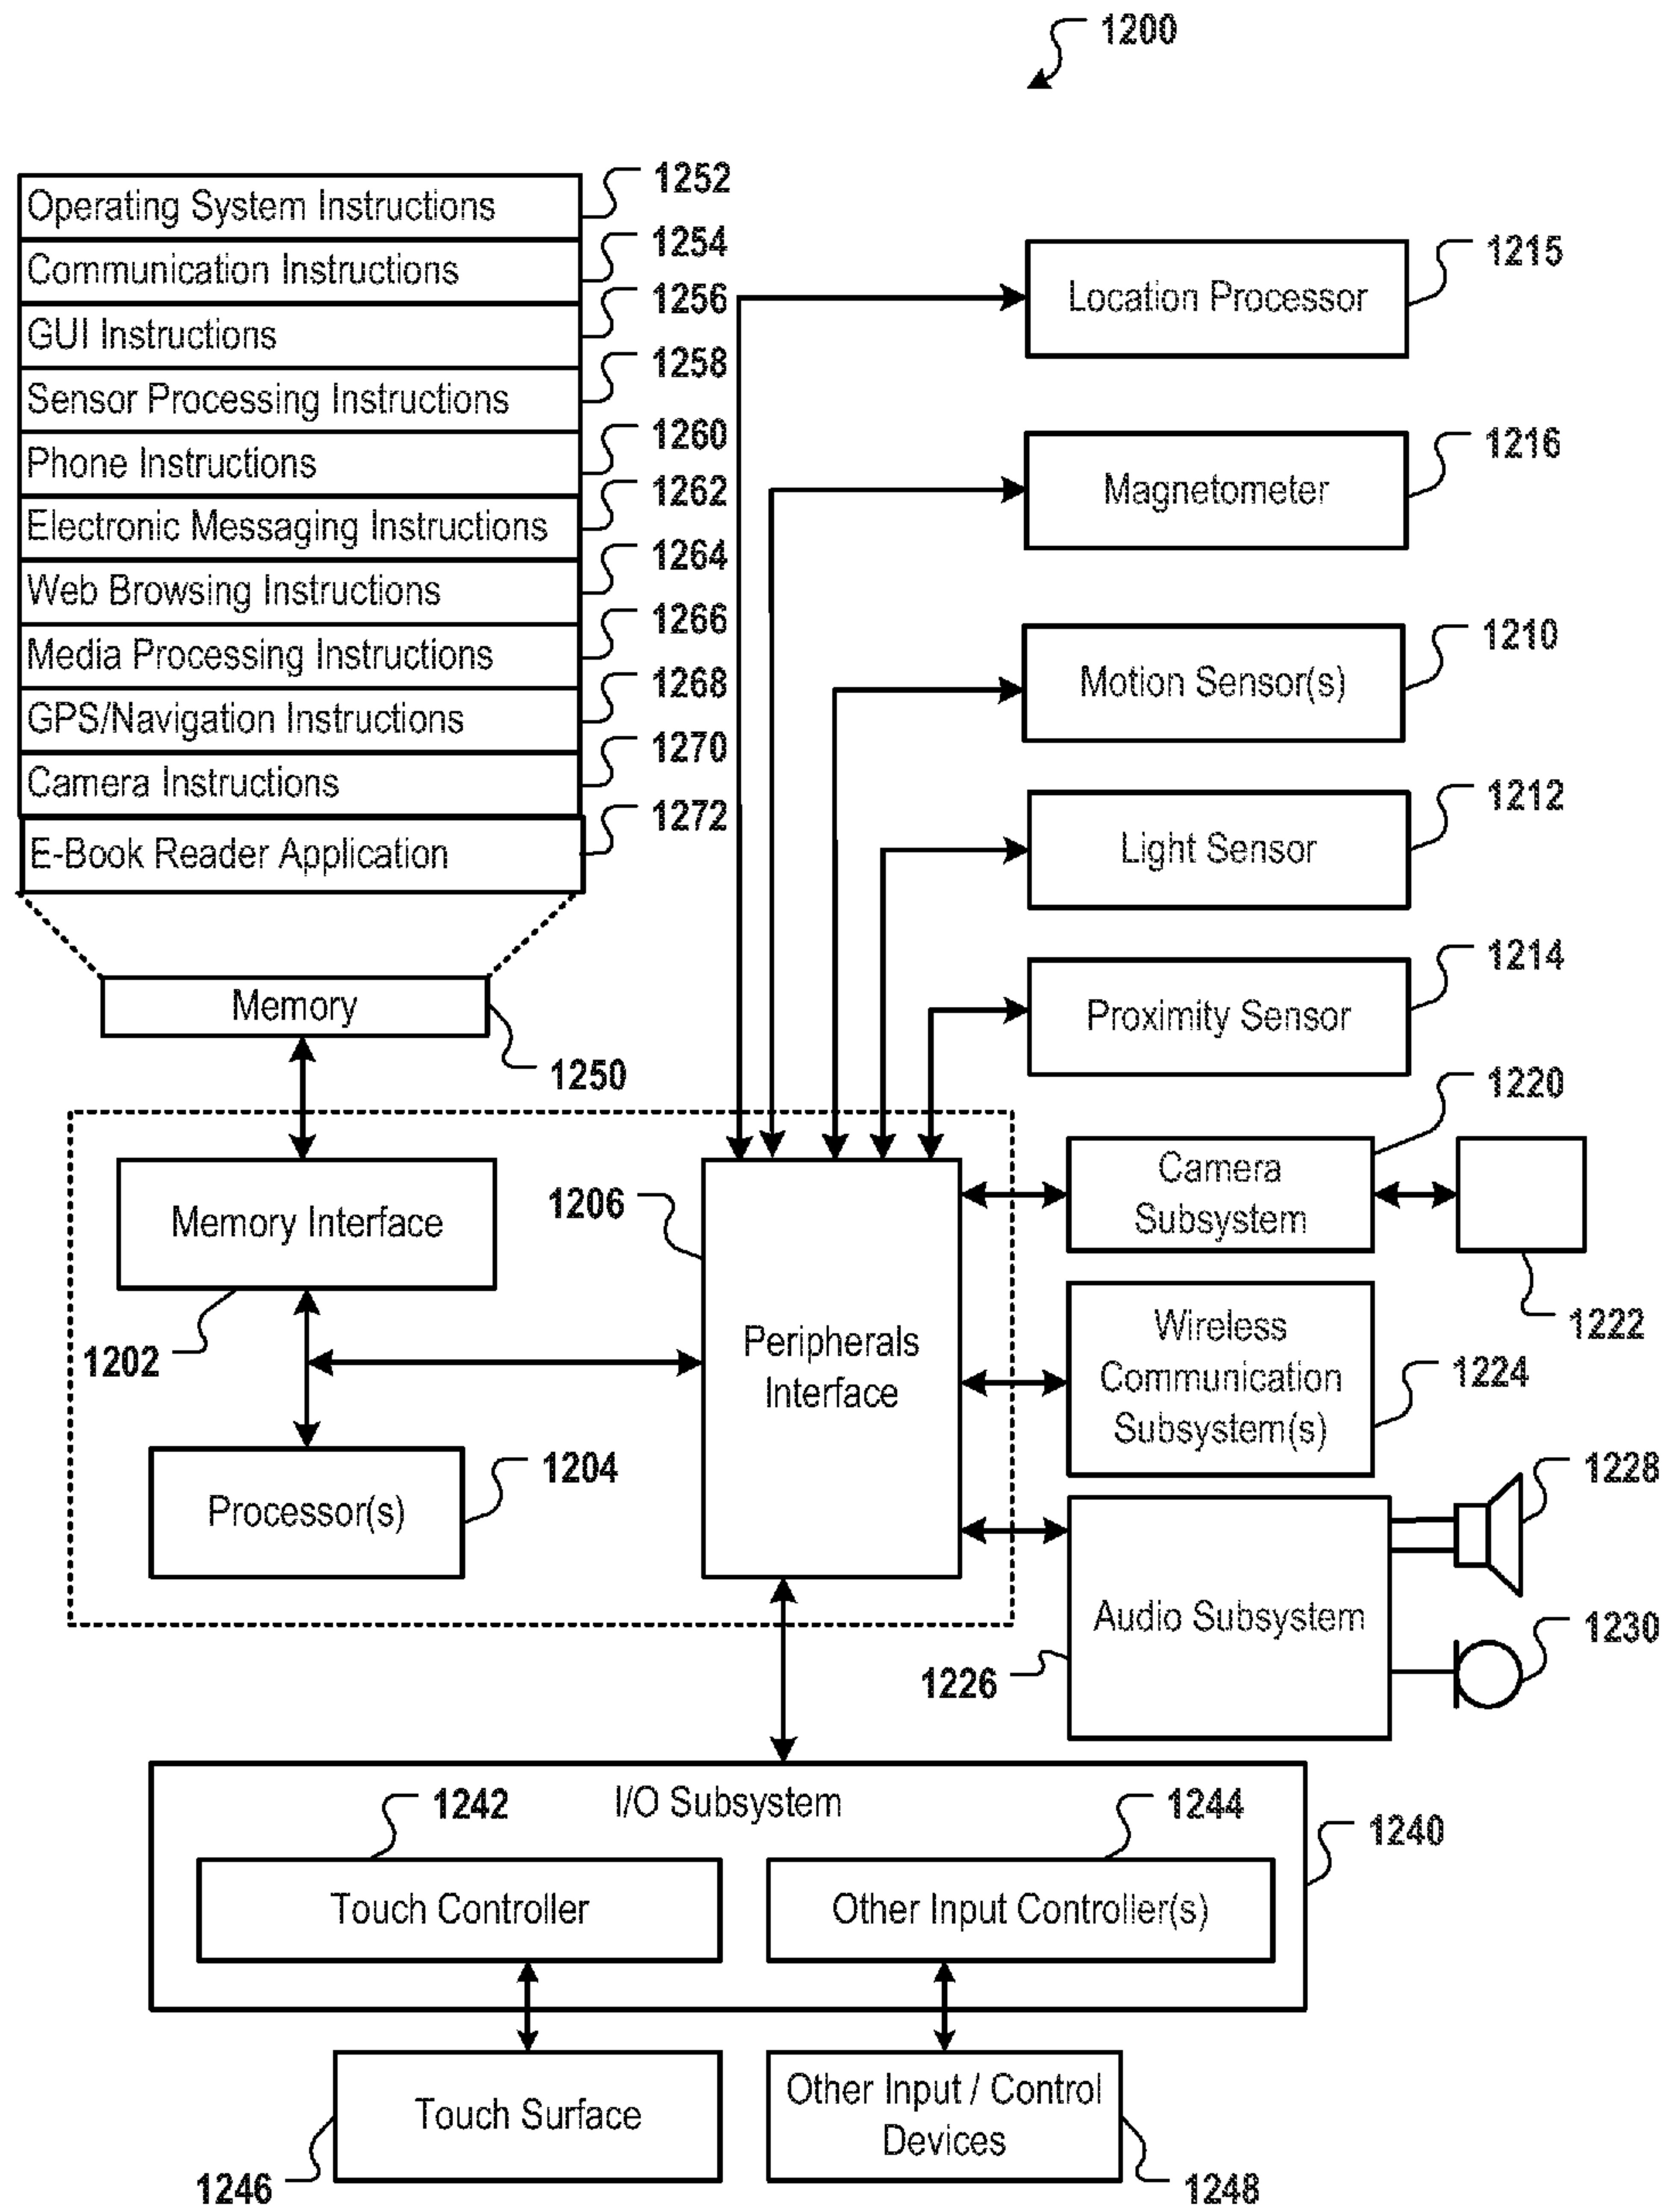 1200
Operating System Instructions
1252
Communication Instructions
1254
GUI Instructions
1256
Sensor Processing Instructions
1258
Phone Instructions
1260
Electronic Messaging Instructions
1262
Web Browsing Instructions
1264
Media Processing Instructions
1266
GPS/Navigation Instructions
1268
Camera Instructions
1270
E-Book Reader Application
1272
Memory
1250
Location Processor
1215
Magnetometer
1216
Motion Sensor(s)
1210
Light Sensor
1212
Proximity Sensor
1214
Memory Interface
1202
Processor(s)
1204
1206
Peripherals
Interface
Camera
Subsystem
1220
1222
Wireless
Communication
Subsystem(s)
1224
Audio Subsystem
1226
1228
1230
I/O Subsystem
1240
1242
Touch Controller
1244
Other Input Controller(s)
Touch Surface
1246
Other Input / Control
Devices
1248